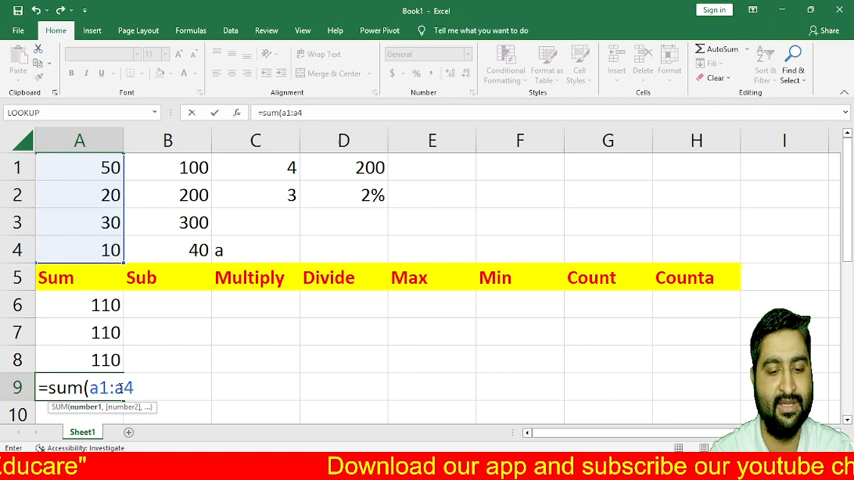 Book1 - Excel
Sign in
File Home Insert Draw Page Layout Formulas Data Review View Help Power Pivot Tell me what you want to do Share
Paste
11
A A
B I U
Wrap Text
Merge & Center
General
$ % ,
Conditional Formatting
Format as Table
Cell Styles
Insert Delete Format
AutoSum
Fill
Clear
Sort & Filter
Find & Select
Clipboard Font Alignment Number Styles Cells Editing
LOOKUP
fx
=sum(a1:a4
A B C D E F G H I
1 50 100 4 200
2 20 200 3 2%
3 30 300
4 10 40 a
5 Sum Sub Multiply Divide Max Min Count Counta
6 110
7 110
8 110
9 =sum(a1:a4
SUM(number1, [number2], ...)
10
Sheet1
Enter Accessibility: Investigate
Educare" Download our app and subscribe our youtube ch